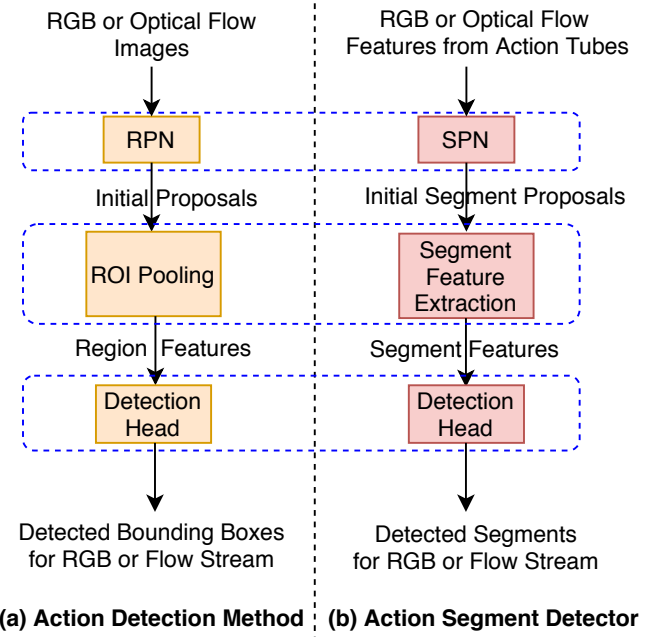 RGB or Optical Flow
Images
RPN
Initial Proposals
ROI Pooling
Region Features
Detection
Head
Detected Bounding Boxes
for RGB or Flow Stream
(a) Action Detection Method
RGB or Optical Flow
Features from Action Tubes
SPN
Initial Segment Proposals
Segment
Feature
Extraction
Segment Features
Detection
Head
Detected Segments
for RGB or Flow Stream
(b) Action Segment Detector